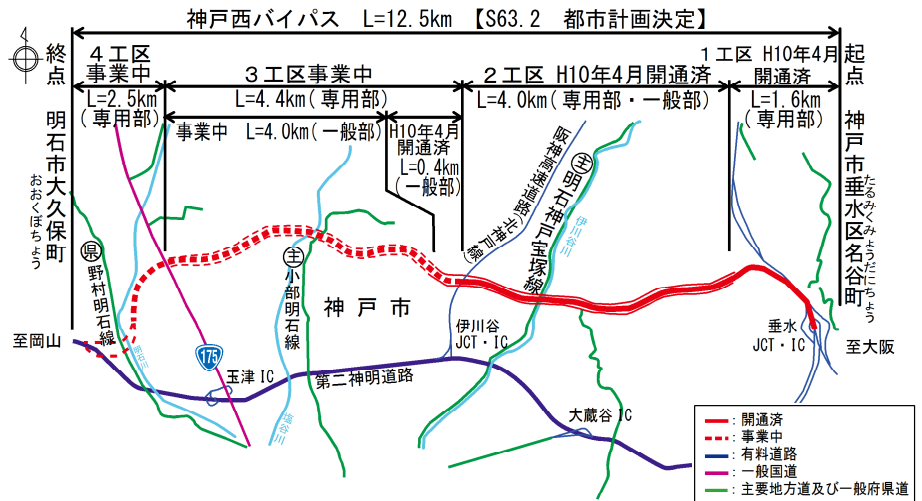 神戸西バイパス L=12.5km 【S63.2 都市計画決定】
終点
４工区
事業中
L=2.5km
(専用部)
３工区事業中
L=4.4km(専用部)
事業中 L=4.0km(一般部)
H10年4月
開通済
L=0.4km
(一般部)
２工区 H10年4月開通済
L=4.0km(専用部・一般部)
１工区 H10年4月
開通済
L=1.6km
(専用部)
起点
明石市大久保町
おおくぼちょう
神戸市垂水区名谷町
たるみくみょうだにちょう
県
野村明石線
明石川
175
主
小部明石線
神戸市
阪神高速道路(北神戸線)
主
明石神戸宝塚線
伊川谷川
至岡山
玉津IC
第二神明道路
伊川谷
JCT・IC
垂水
JCT・IC
至大阪
大蔵谷IC
:開通済
:事業中
:有料道路
:一般国道
:主要地方道及び一般府県道